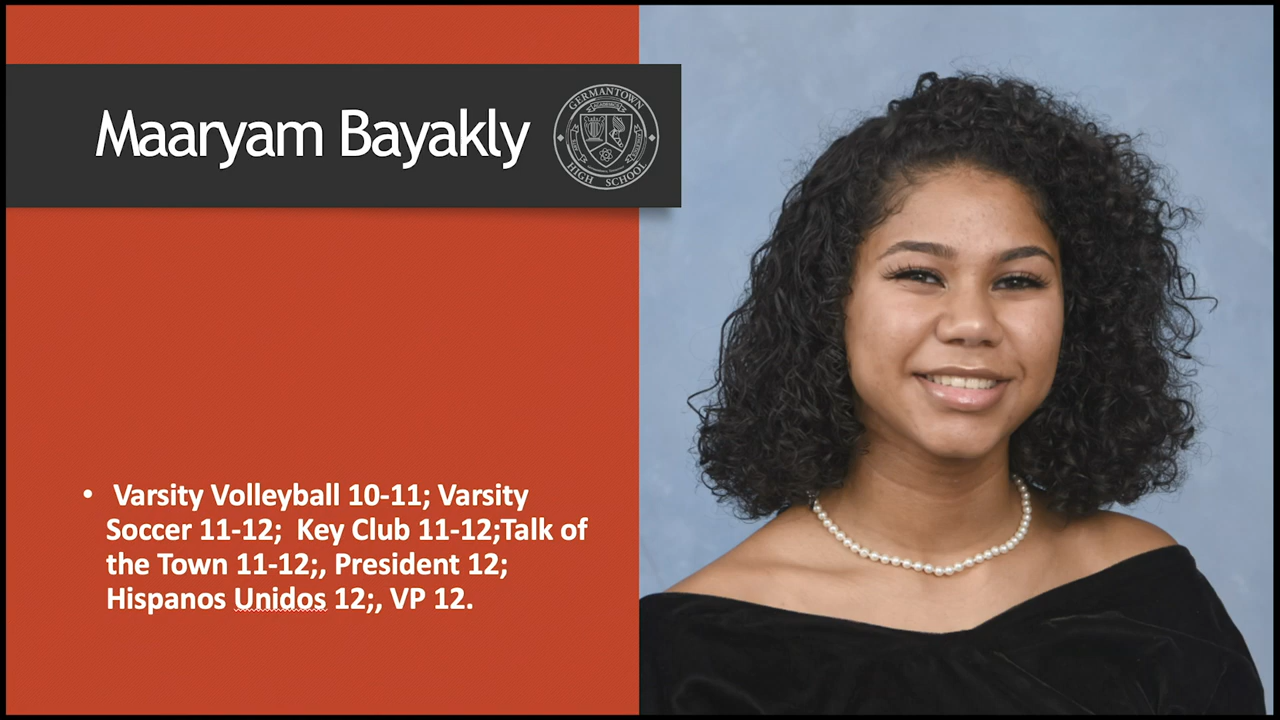 Maaryam Bayakly
GERMANTOWN
HIGH SCHOOL
• Varsity Volleyball 10-11; Varsity
Soccer 11-12;  Key Club 11-12;Talk of
the Town 11-12;, President 12;
Hispanos Unidos 12;, VP 12.